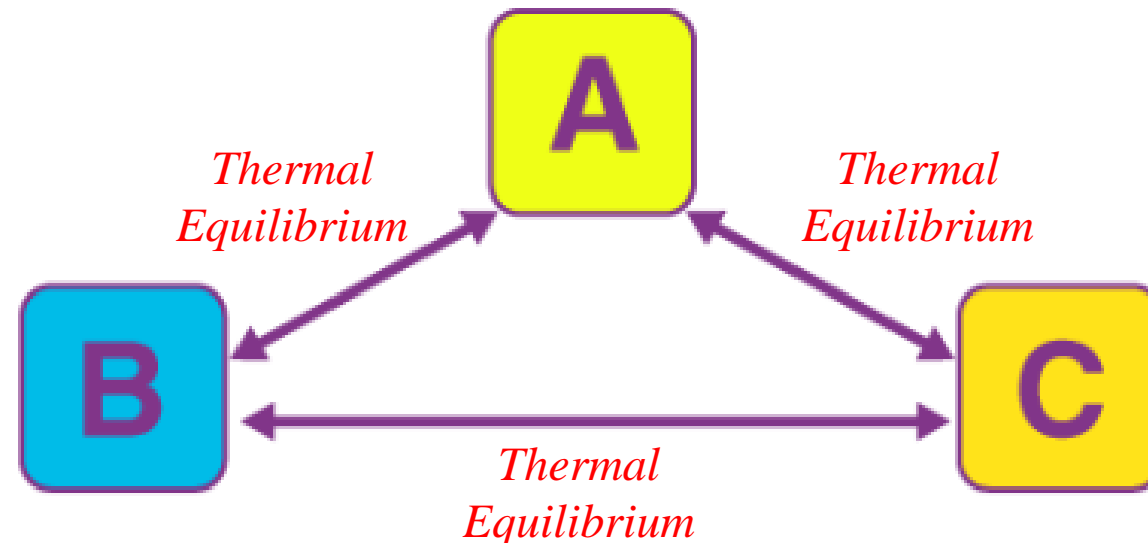 A
Thermal
Equilibrium
Thermal
Equilibrium
B
C
Thermal
Equilibrium